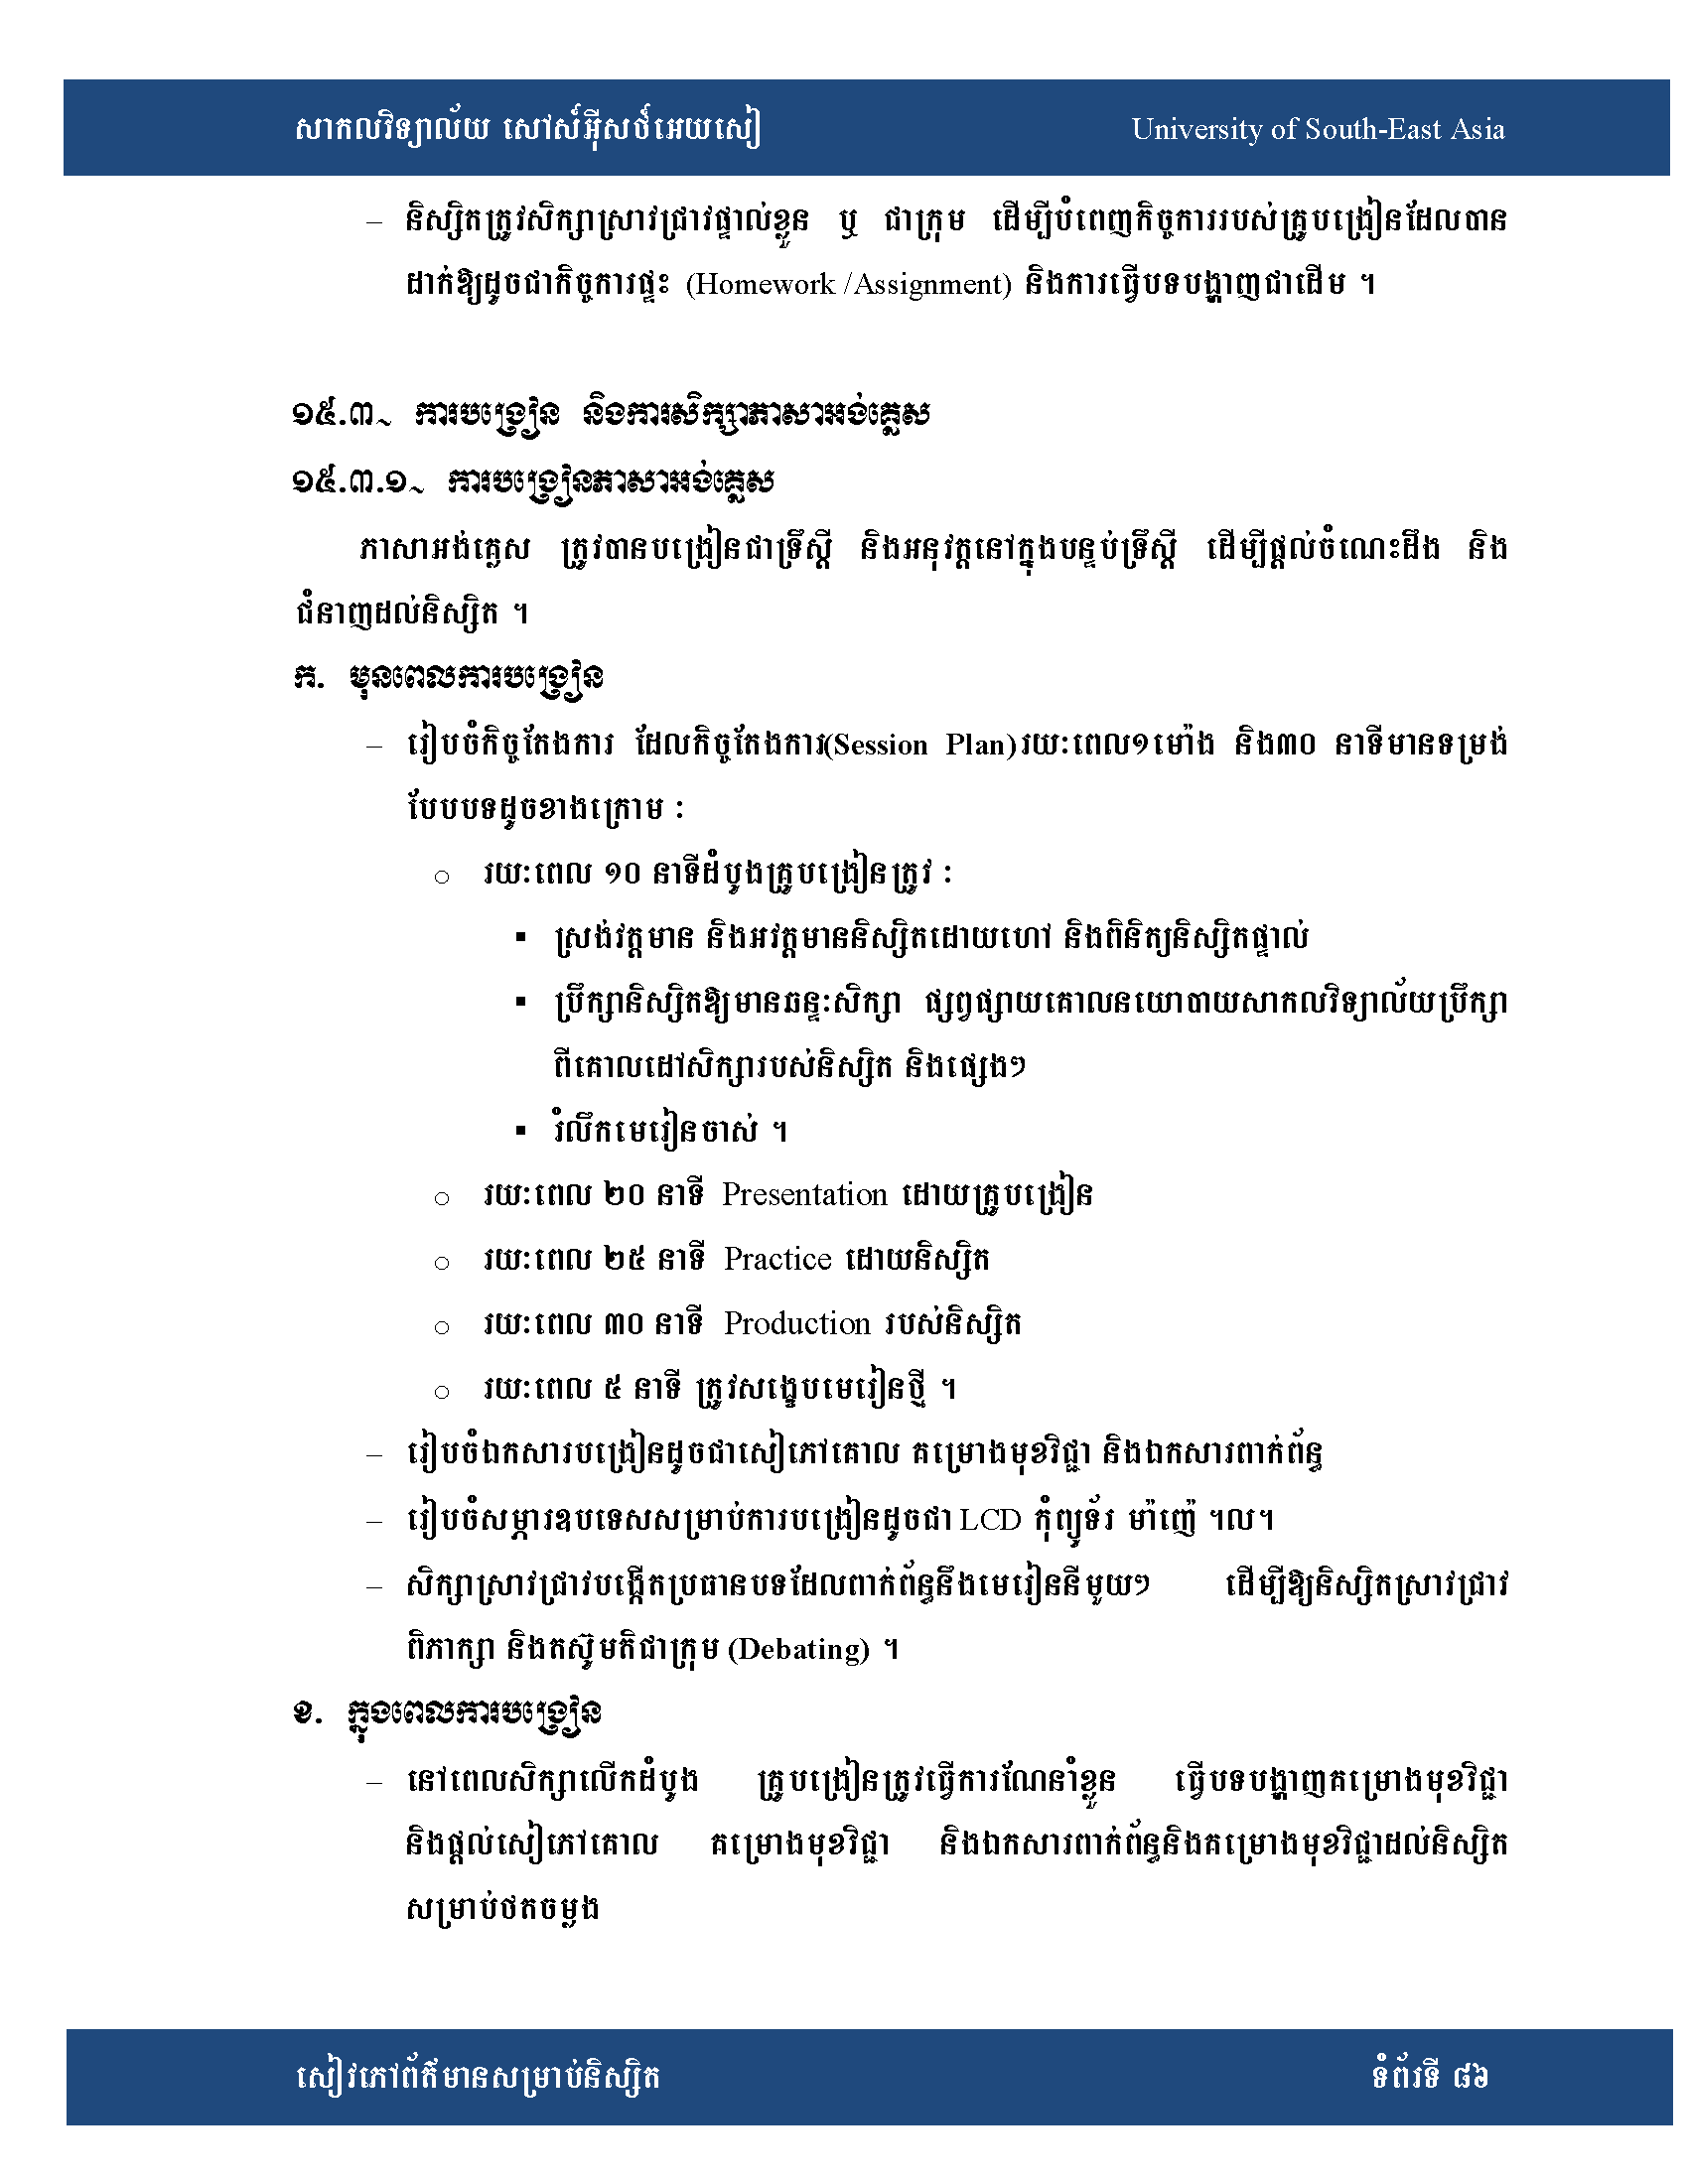 សាកលវិទ្យាល័យ សៅស៍អ៊ីសថ៍អេយសៀ University of South-East Asia
– និស្សិតត្រូវសិក្សាស្រាវជ្រាវផ្ទាល់ខ្លួន ឬ ជាក្រុម ដើម្បីបំពេញកិច្ចការរបស់គ្រូបង្រៀនដែលបាន
ដាក់ឱ្យដូចជាកិច្ចការផ្ទះ (Homework /Assignment) និងការធ្វើបទបង្ហាញជាដើម ។
១៥.៣~ ការបង្រៀន និងការសិក្សាភាសាអង់គ្លេស
១៥.៣.១~ ការបង្រៀនភាសាអង់គ្លេស
ភាសាអង់គ្លេស ត្រូវបានបង្រៀនជាទ្រឹស្តី និងអនុវត្តនៅក្នុងបន្ទប់ទ្រឹស្តី ដើម្បីផ្តល់ចំណេះដឹង និង
ជំនាញដល់និស្សិត ។
ក. មុនពេលការបង្រៀន
– រៀបចំកិច្ចតែងការ ដែលកិច្ចតែងការ(Session Plan)រយៈពេល១ម៉ោង និង៣០ នាទីមានទម្រង់
បែបបទដូចខាងក្រោម ៈ
o រយៈពេល ១០ នាទីដំបូងគ្រូបង្រៀនត្រូវ ៈ
▪ ស្រង់វត្តមាន និងអវត្តមាននិស្សិតដោយហៅ និងពិនិត្យនិស្សិតផ្ទាល់
▪ ប្រឹក្សានិស្សិតឱ្យមានឆន្ទៈសិក្សា ផ្សព្វផ្សាយគោលនយោបាយសាកលវិទ្យាល័យប្រឹក្សា
ពីគោលដៅសិក្សារបស់និស្សិត និងផ្សេងៗ
▪ រំលឹកមេរៀនចាស់ ។
o រយៈពេល ២០ នាទី Presentation ដោយគ្រូបង្រៀន
o រយៈពេល ២៥ នាទី Practice ដោយនិស្សិត
o រយៈពេល ៣០ នាទី Production របស់និស្សិត
o រយៈពេល ៥ នាទី ត្រូវសង្ខេបមេរៀនថ្មី ។
– រៀបចំឯកសារបង្រៀនដូចជាសៀភៅគោល គម្រោងមុខវិជ្ជា និងឯកសារពាក់ព័ន្ធ
– រៀបចំសម្ភារឧបទេសសម្រាប់ការបង្រៀនដូចជា LCD កុំព្យូទ័រ ម៉ាញ៉េ ។ល។
– សិក្សាស្រាវជ្រាវបង្កើតប្រធានបទដែលពាក់ព័ន្ធនឹងមេរៀននីមួយៗ ដើម្បីឱ្យនិស្សិតស្រាវជ្រាវ
ពិភាក្សា និងតស៊ូមតិជាក្រុម (Debating) ។
ខ. ក្នុងពេលការបង្រៀន
– នៅពេលសិក្សាលើកដំបូង គ្រូបង្រៀនត្រូវធ្វើការណែនាំខ្លួន ធ្វើបទបង្ហាញគម្រោងមុខវិជ្ជា
និងផ្តល់សៀភៅគោល គម្រោងមុខវិជ្ជា និងឯកសារពាក់ព័ន្ធនិងគម្រោងមុខវិជ្ជាដល់និស្សិត
សម្រាប់ថតចម្លង
សៀវភៅព័ត៌មានសម្រាប់និស្សិត ទំព័រទី ៨៦